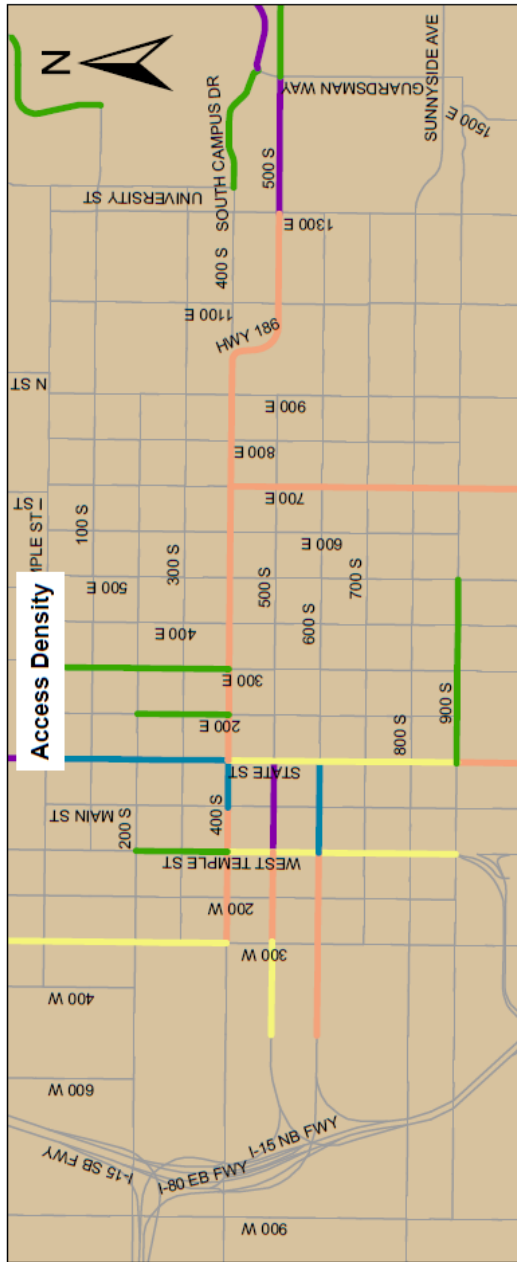 N
SUNNYSIDE AVE
GUARDSMAN WAY
1500 E
SOUTH CAMPUS DR
500 S
UNIVERSITY ST
400 S
1300 E
1100 E
HWY 186
N ST
900 E
800 E
I ST
700 E
MPLE ST
100 S
600 E
Access Density
500 E
300 S
500 S
700 S
400 E
600 S
300 E
200 E
900 S
800 S
STATE ST
MAIN ST
400 S
200 S
WEST TEMPLE ST
200 W
300 W
400 W
600 W
I-15 NB FWY
I-15 SB FWY
I-80 EB FWY
900 W